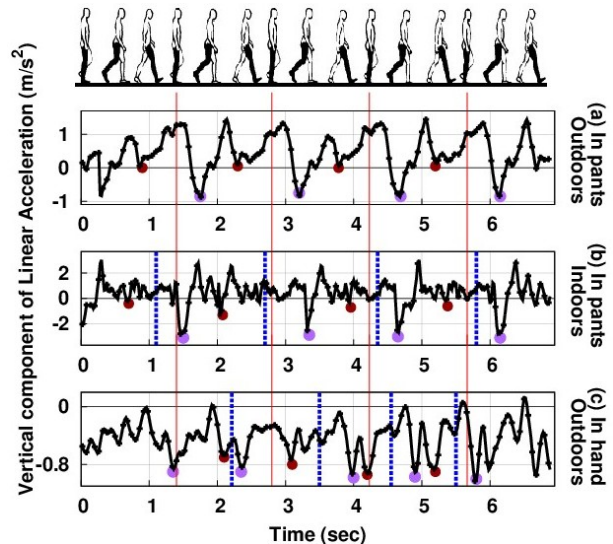 Vertical component of Linear Acceleration (m/s²)
1
0
-1
0 1 2 3 4 5 6
(a) In pants
Outdoors
2
0
-2
0 1 2 3 4 5 6
(b) In pants
Indoors
0
-0.8
0 1 2 3 4 5 6
(c) In hand
Outdoors
Time (sec)